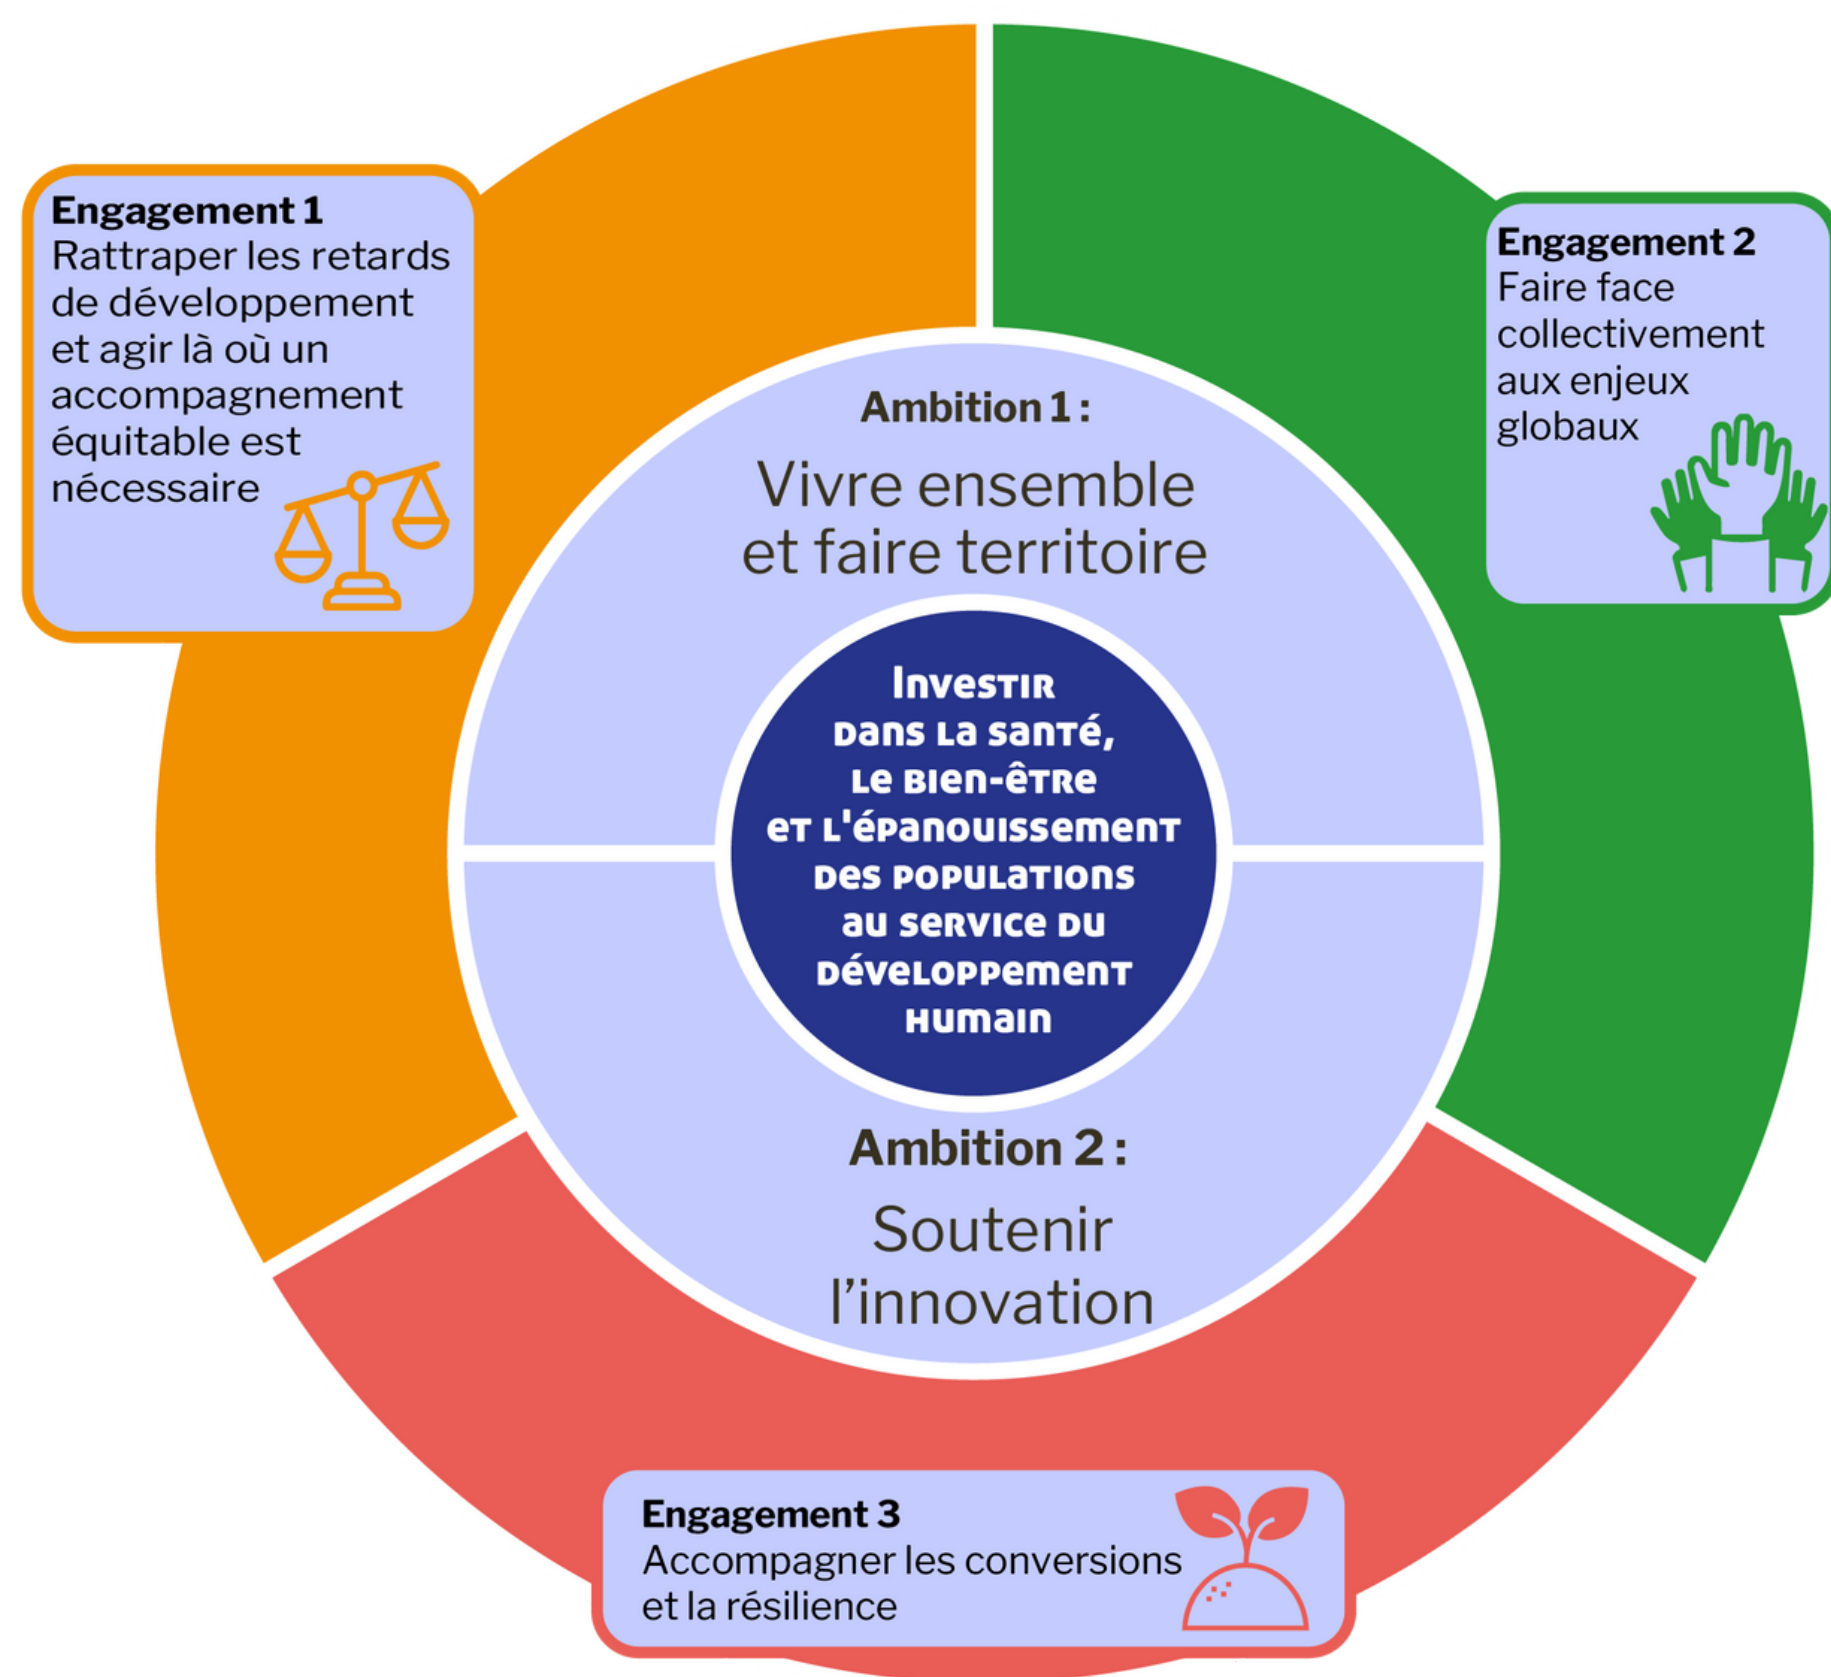 Engagement 1
Rattraper les retards
de développement
et agir là où un
accompagnement
équitable est
nécessaire
Engagement 2
Faire face
collectivement
aux enjeux
globaux
Ambition 1 :
Vivre ensemble
et faire territoire
Investir
dans la santé,
le bien-être
et l'épanouissement
des populations
au service du
développement
humain
Ambition 2 :
Soutenir
l’innovation
Engagement 3
Accompagner les conversions
et la résilience